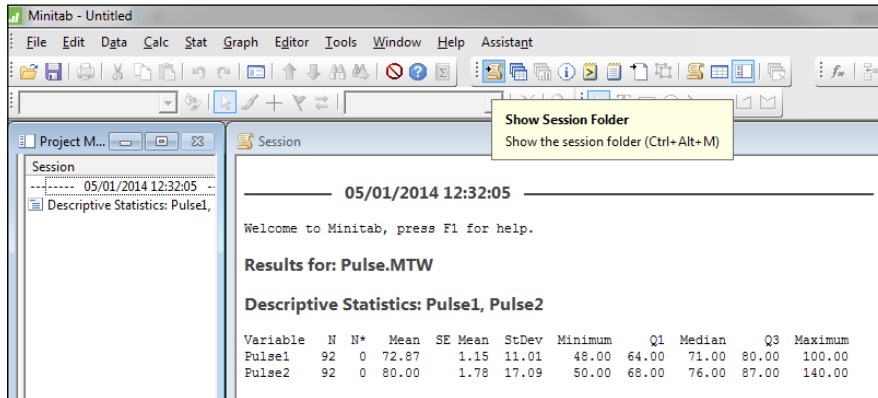 Minitab - Untitled
File Edit Data Calc Stat Graph Editor Tools Window Help Assistant
fx
Show Session Folder
Show the session folder (Ctrl+Alt+M)
Project M...
Session
Session
------- 05/01/2014 12:32:05 --
Descriptive Statistics: Pulse1,
05/01/2014 12:32:05
Welcome to Minitab, press F1 for help.
Results for: Pulse.MTW
Descriptive Statistics: Pulse1, Pulse2
Variable N N* Mean SE Mean StDev Minimum Q1 Median Q3 Maximum
Pulse1 92 0 72.87 1.15 11.01 48.00 64.00 71.00 80.00 100.00
Pulse2 92 0 80.00 1.78 17.09 50.00 68.00 76.00 87.00 140.00